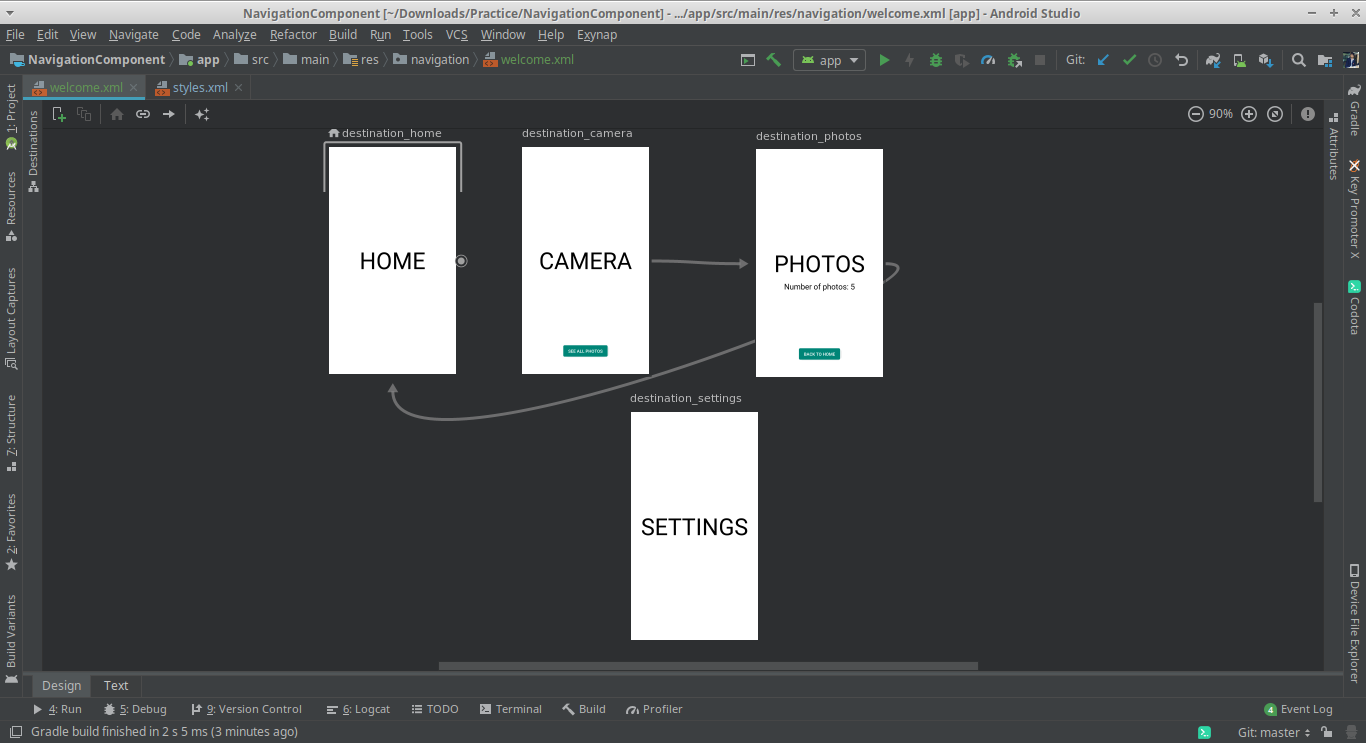 NavigationComponent [~/Downloads/Practice/NavigationComponent] - .../app/src/main/res/navigation/welcome.xml [app] - Android Studio
File Edit View Navigate Code Analyze Refactor Build Run Tools VCS Window Help Exynap
NavigationComponent app src main res navigation welcome.xml app Git:
welcome.xml styles.xml
90%
1: Project
Resources
Layout Captures
7: Structure
2: Favorites
Build Variants
Destinations
destination_home destination_camera destination_photos
HOME CAMERA PHOTOS
Number of photos: 5
SEE ALL PHOTOS BACK TO HOME
destination_settings
SETTINGS
Attributes
Gradle
Key Promoter X
Codota
Device File Explorer
Design Text
4: Run 5: Debug 9: Version Control 6: Logcat TODO Terminal Build Profiler 4 Event Log
Gradle build finished in 2 s 5 ms (3 minutes ago) Git: master